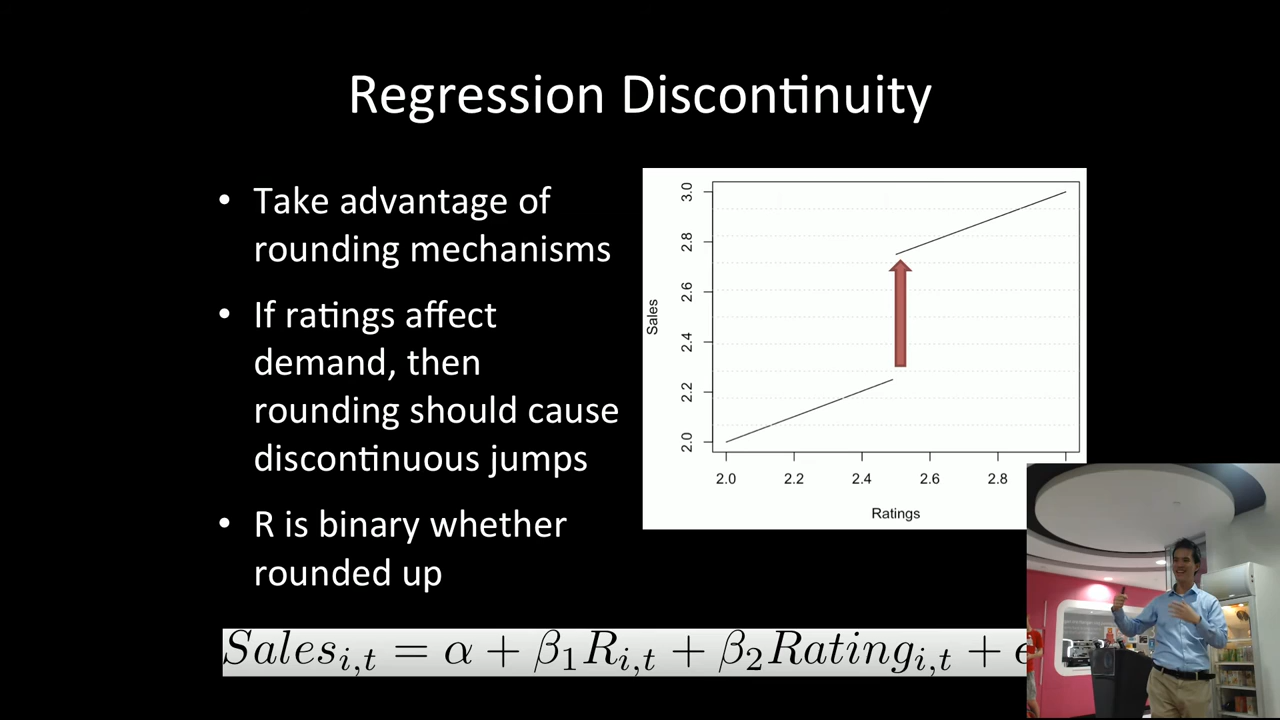 Regression Discontinuity
• Take advantage of
rounding mechanisms
• If ratings affect
demand, then
rounding should cause
discontinuous jumps
• R is binary whether
rounded up
3.0
2.8
2.6
2.4
2.2
2.0
Sales
2.0 2.2 2.4 2.6 2.8
Ratings
Sales_{i,t} = α + β_1R_{i,t} + β_2Rating_{i,t} + e